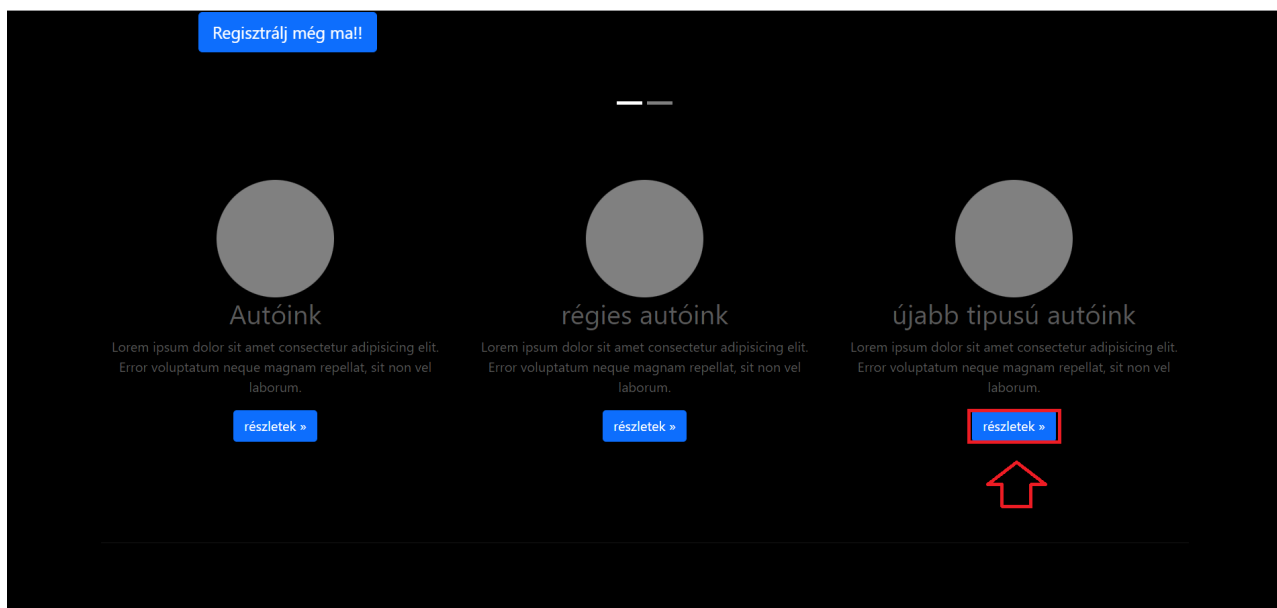 Regisztrálj még ma!!
Autóink
Lorem ipsum dolor sit amet consectetur adipisicing elit.
Error voluptatum neque magnam repellat, sit non vel
laborum.
részletek »
régies autóink
Lorem ipsum dolor sit amet consectetur adipisicing elit.
Error voluptatum neque magnam repellat, sit non vel
laborum.
részletek »
újabb tipusú autóink
Lorem ipsum dolor sit amet consectetur adipisicing elit.
Error voluptatum neque magnam repellat, sit non vel
laborum.
részletek »